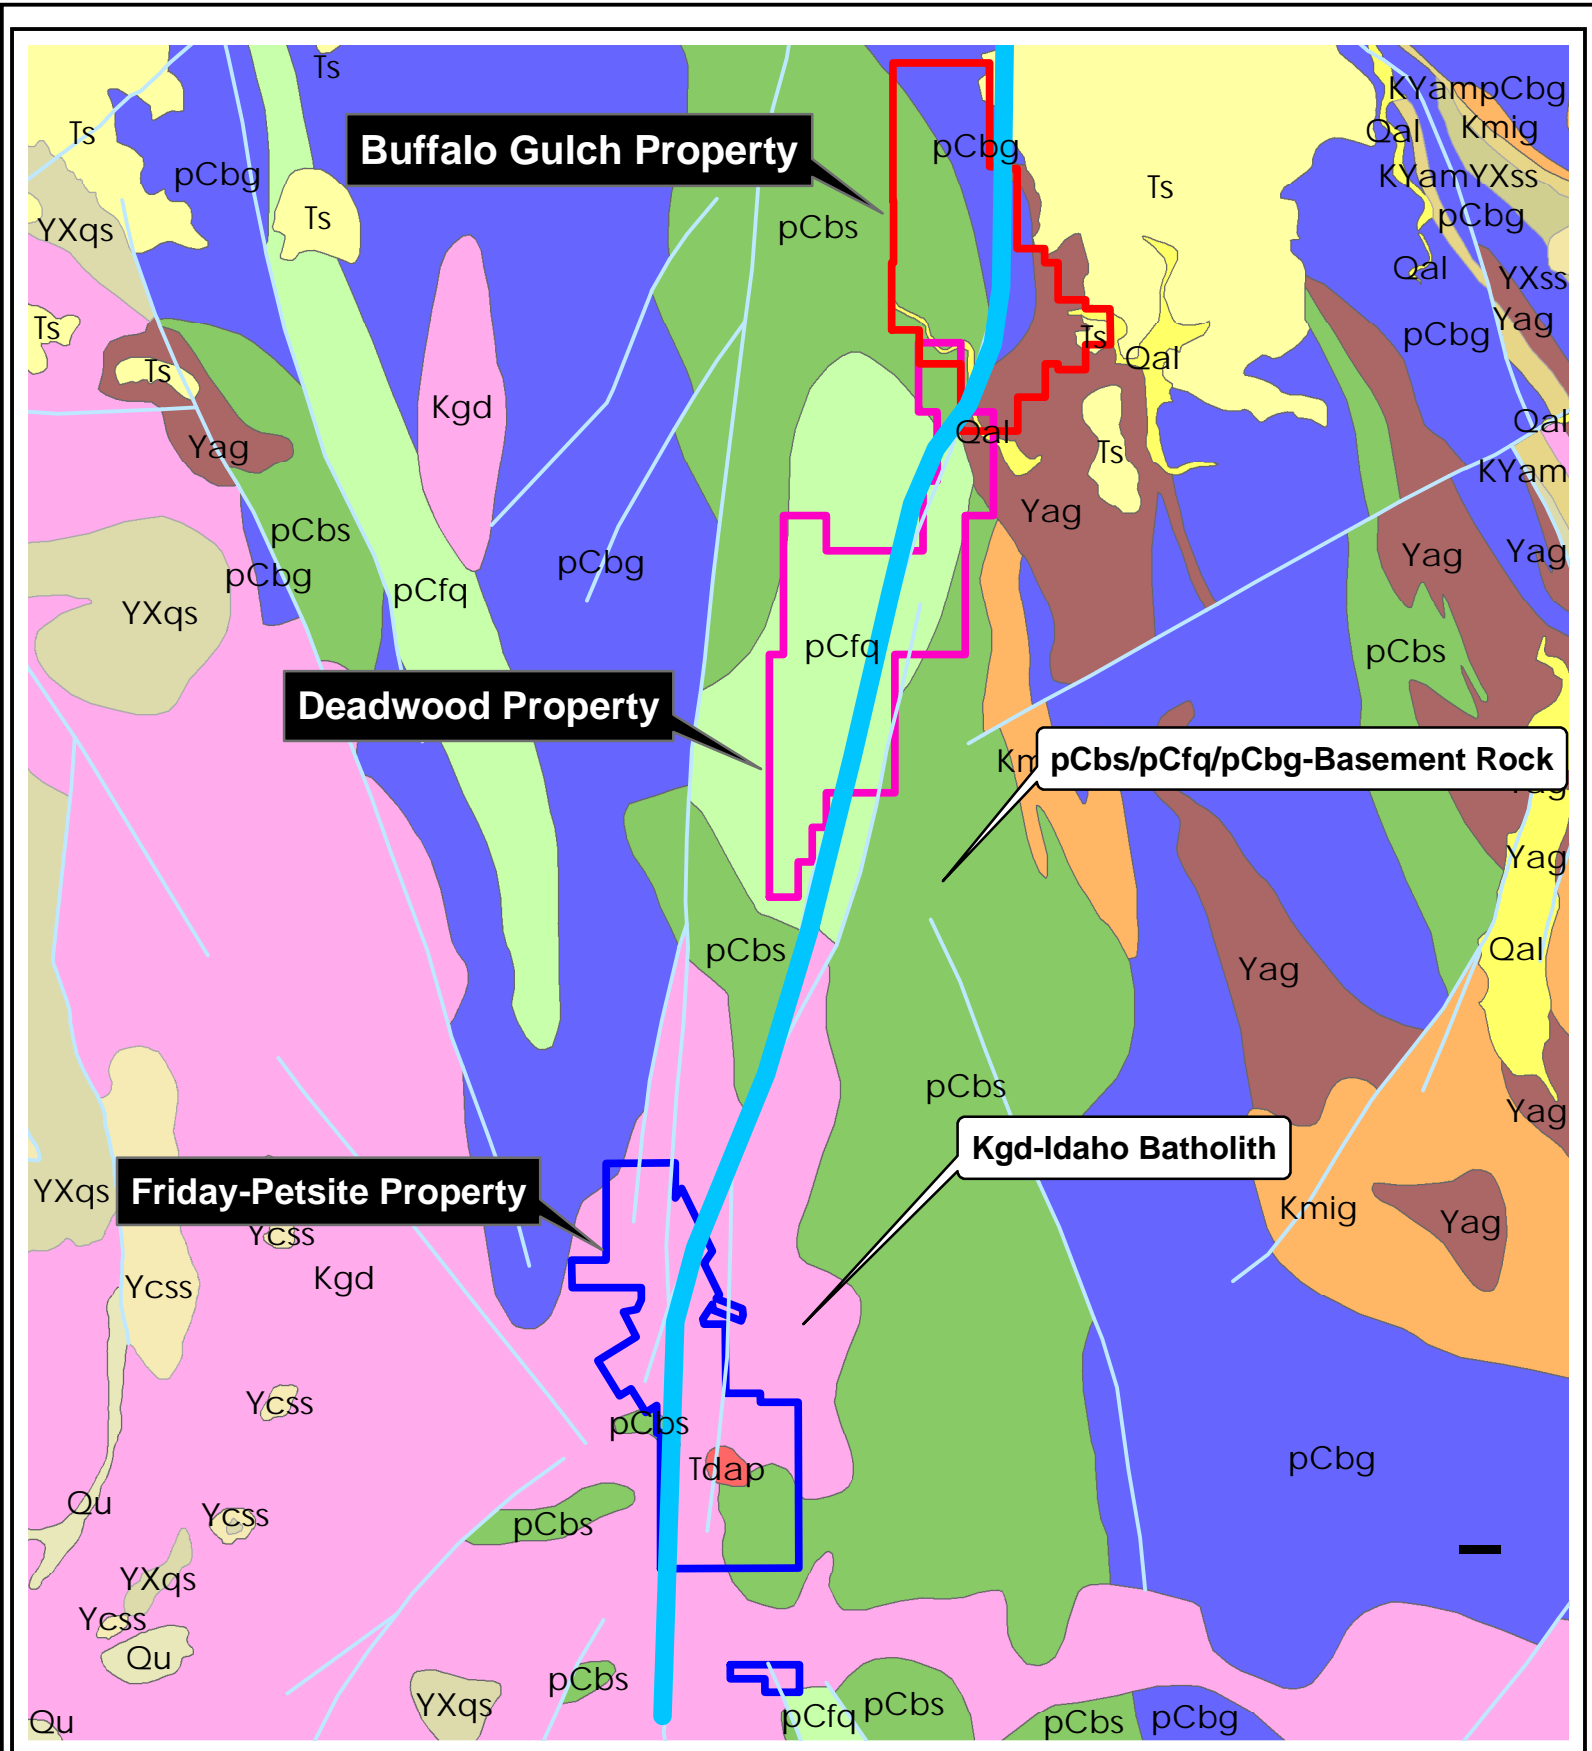 Ts
KYampCbg
Ts
Qal
Kmig
Buffalo Gulch Property
pCbg
pCbg
KYamYXss
Ts
Ts
pCbg
YXqs
pCbs
Qal
YXss
Ts
Yag
Ts
pCbg
Qal
Ts
Kgd
Qal
Qal
Yag
Ts
KYam
Yag
pCbs
Yag
Yag
pCbg
pCbg
pCfq
YXqs
pCfq
pCbs
Deadwood Property
Km
pCbs/pCfq/pCbg-Basement Rock
Yag
Yag
pCbs
Qal
Yag
pCbs
Yag
Kgd-Idaho Batholith
YXqs
Friday-Petsite Property
Kmig
Yag
Ycss
Kgd
Ycss
Ycss
pCbs
pCbg
Tdap
Qu
Ycss
pCbs
YXqs
Ycss
Qu
pCbs
YXqs
pCbs
Qu
pCfq
pCbs
pCbg